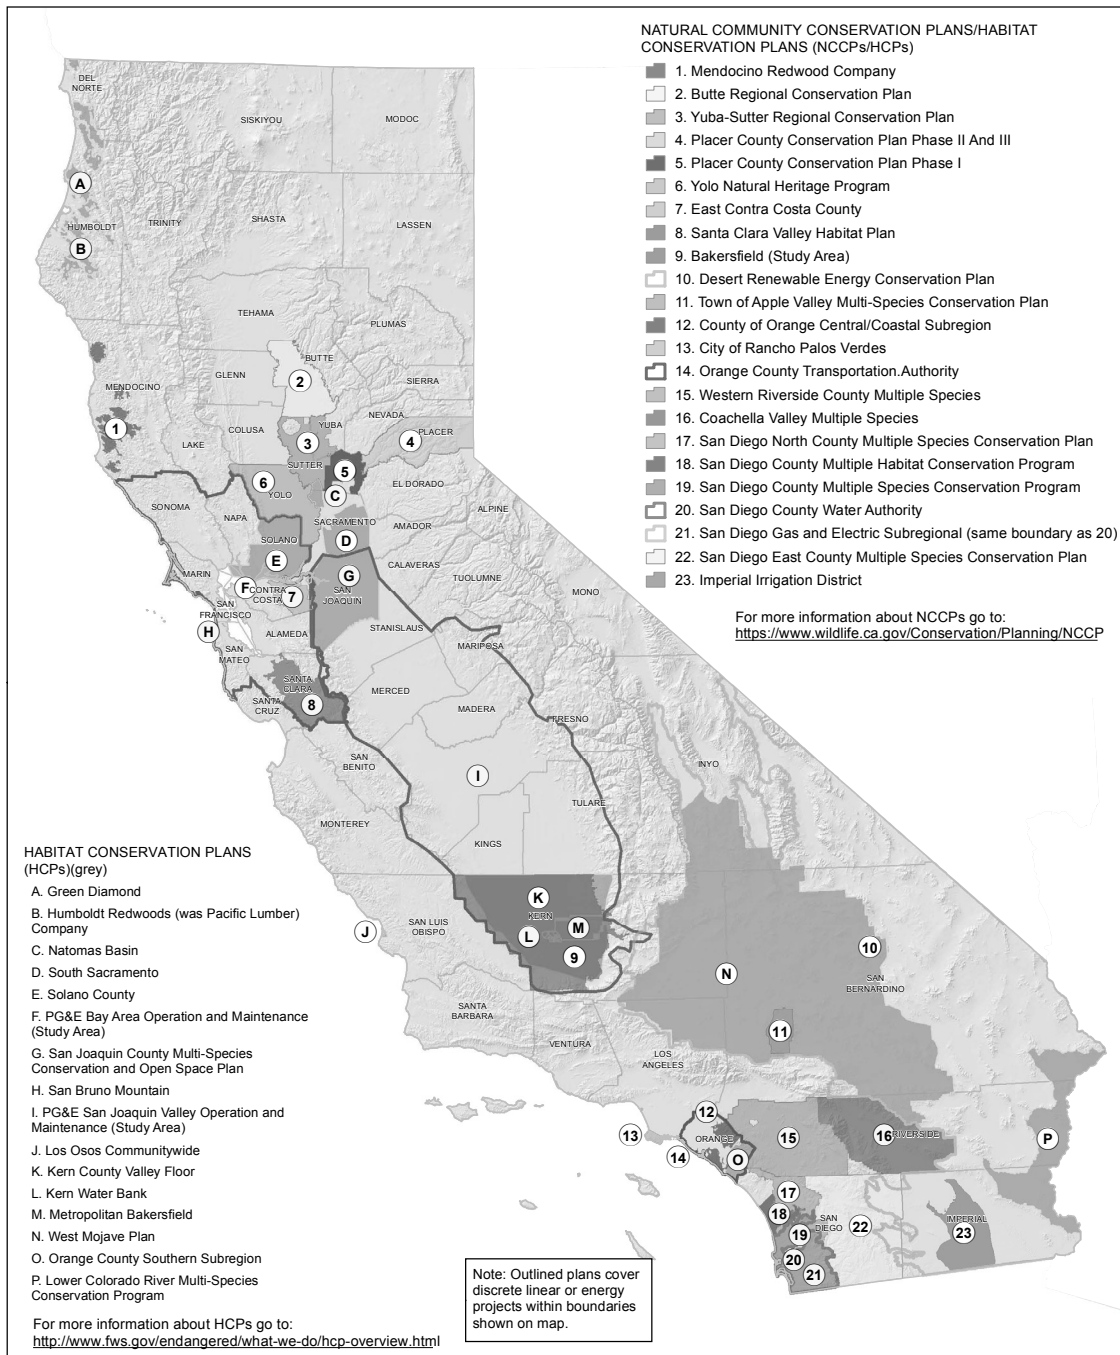 NATURAL COMMUNITY CONSERVATION PLANS/HABITAT
CONSERVATION PLANS (NCCPs/HCPs)
1. Mendocino Redwood Company
2. Butte Regional Conservation Plan
3. Yuba-Sutter Regional Conservation Plan
4. Placer County Conservation Plan Phase II And III
5. Placer County Conservation Plan Phase I
6. Yolo Natural Heritage Program
7. East Contra Costa County
8. Santa Clara Valley Habitat Plan
9. Bakersfield (Study Area)
10. Desert Renewable Energy Conservation Plan
11. Town of Apple Valley Multi-Species Conservation Plan
12. County of Orange Central/Coastal Subregion
13. City of Rancho Palos Verdes
14. Orange County Transportation.Authority
15. Western Riverside County Multiple Species
16. Coachella Valley Multiple Species
17. San Diego North County Multiple Species Conservation Plan
18. San Diego County Multiple Habitat Conservation Program
19. San Diego County Multiple Species Conservation Program
20. San Diego County Water Authority
21. San Diego Gas and Electric Subregional (same boundary as 20)
22. San Diego East County Multiple Species Conservation Plan
23. Imperial Irrigation District
For more information about NCCPs go to:
https://www.wildlife.ca.gov/Conservation/Planning/NCCP
DEL
NORTE
SISKIYOU
MODOC
A
HUMBOLDT
TRINITY
SHASTA
LASSEN
B
TEHAMA
PLUMAS
BUTTE
GLENN
2
SIERRA
MENDOCINO
NEVADA
1
COLUSA
YUBA
PLACER
LAKE
3
4
SUTTER
5
6
YOLO
C
EL DORADO
SONOMA
NAPA
SACRAMENTO
ALPINE
AMADOR
SOLANO
D
E
CALAVERAS
MARIN
G
TUOLUMNE
F
CONTRA
COSTA
7
SAN
JOAQUIN
MONO
SAN
FRANCISCO
H
ALAMEDA
STANISLAUS
SAN
MATEO
MARIPOSA
SANTA
CLARA
MERCED
SANTA
CRUZ
8
MADERA
FRESNO
SAN
BENITO
INYO
I
TULARE
MONTEREY
KINGS
K
KERN
SAN LUIS
OBISPO
J
L
M
9
10
N
SAN
BERNARDINO
SANTA
BARBARA
VENTURA
11
LOS
ANGELES
12
13
ORANGE
15
16
RIVERSIDE
P
14
O
17
18
SAN
DIEGO
22
IMPERIAL
23
19
20
21
HABITAT CONSERVATION PLANS
(HCPs)(grey)
A. Green Diamond
B. Humboldt Redwoods (was Pacific Lumber)
Company
C. Natomas Basin
D. South Sacramento
E. Solano County
F. PG&E Bay Area Operation and Maintenance
(Study Area)
G. San Joaquin County Multi-Species
Conservation and Open Space Plan
H. San Bruno Mountain
I. PG&E San Joaquin Valley Operation and
Maintenance (Study Area)
J. Los Osos Communitywide
K. Kern County Valley Floor
L. Kern Water Bank
M. Metropolitan Bakersfield
N. West Mojave Plan
O. Orange County Southern Subregion
P. Lower Colorado River Multi-Species
Conservation Program
For more information about HCPs go to:
http://www.fws.gov/endangered/what-we-do/hcp-overview.html
Note: Outlined plans cover
discrete linear or energy
projects within boundaries
shown on map.